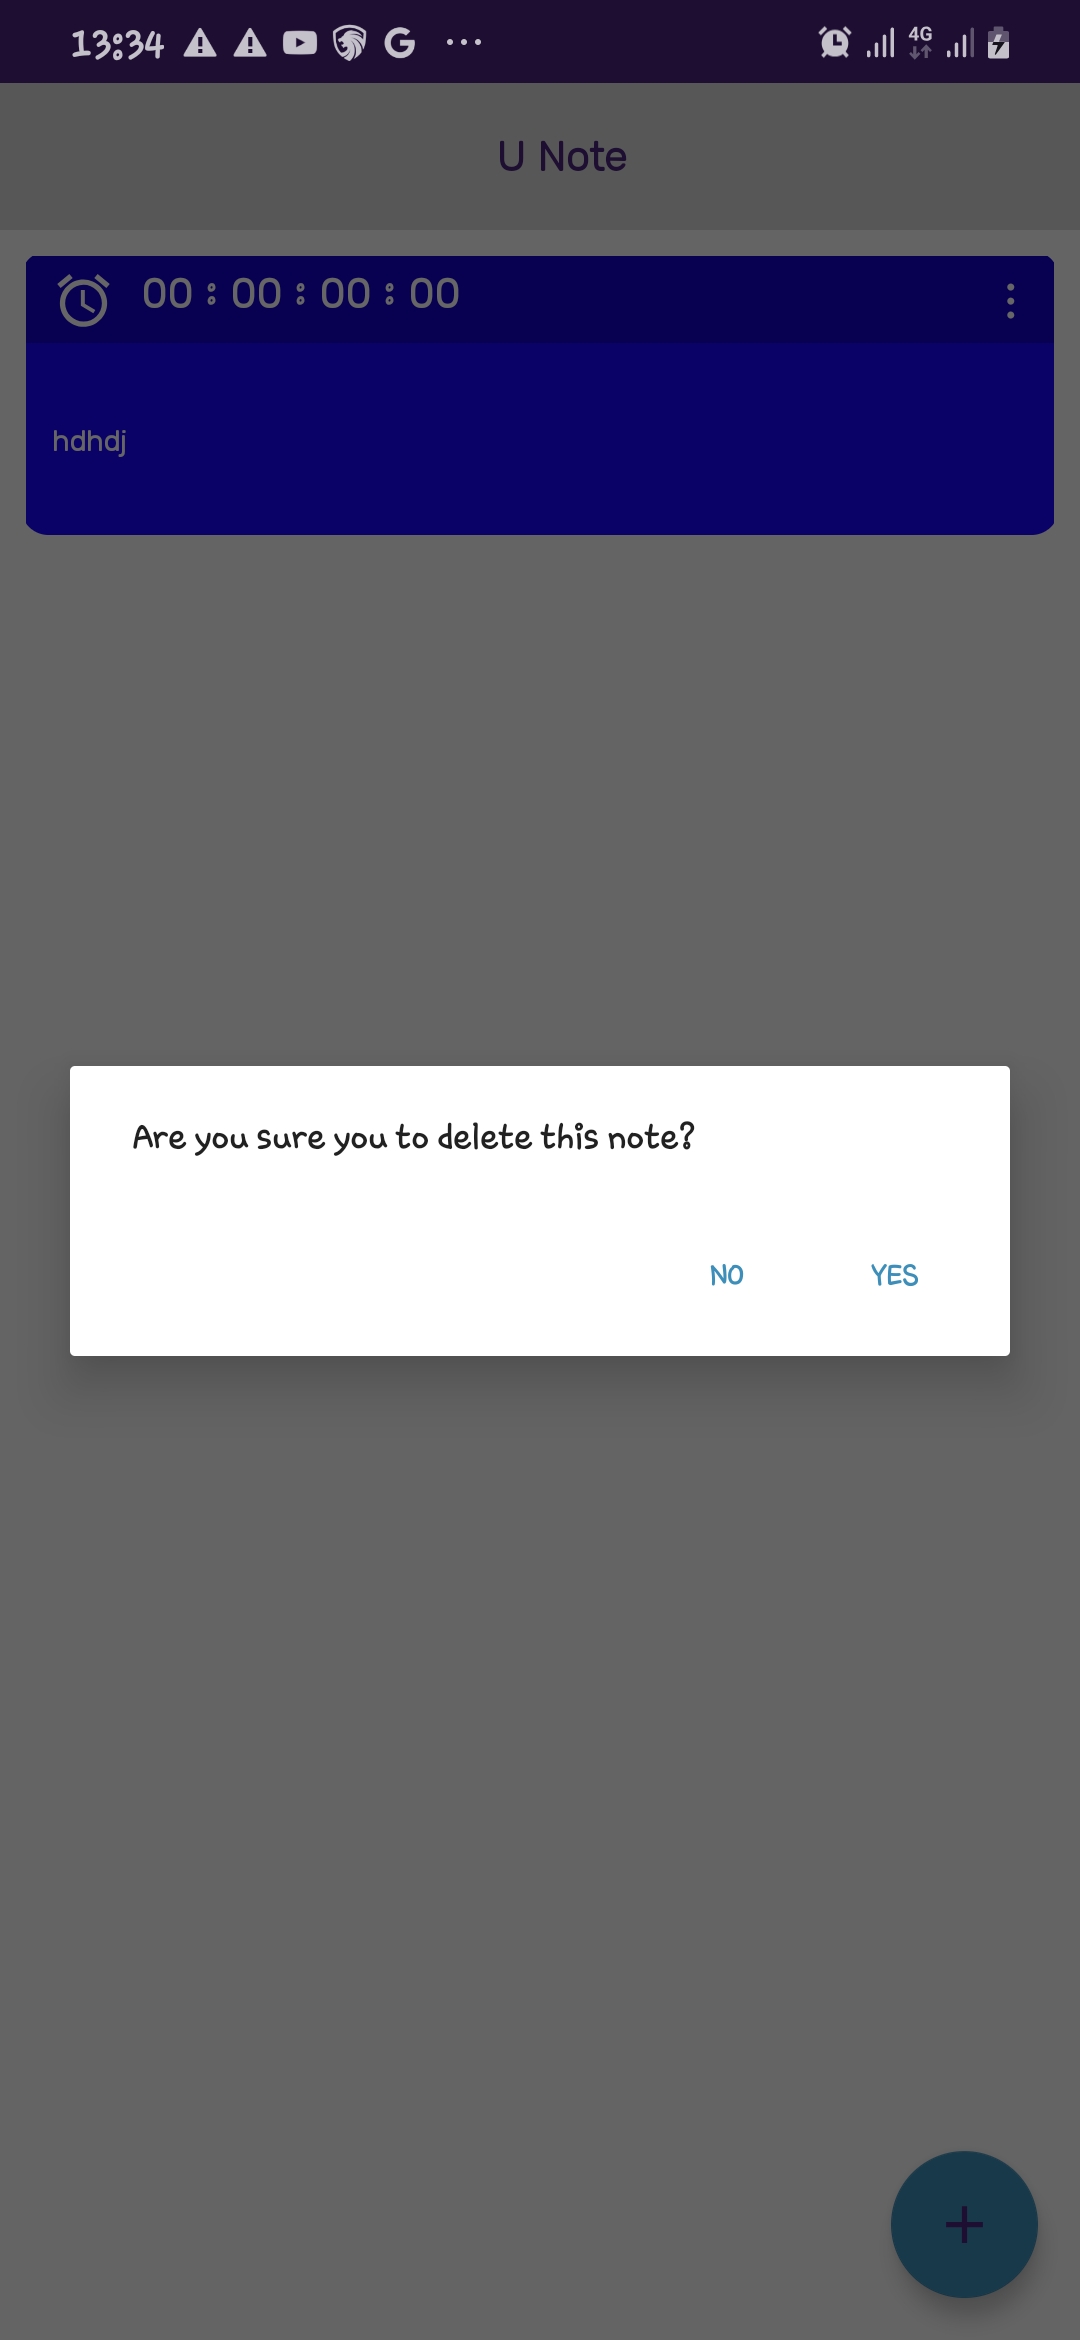 13:34
4G
U Note
00 : 00 : 00 : 00
hdhdj
Are you sure you to delete this note?
NO YES